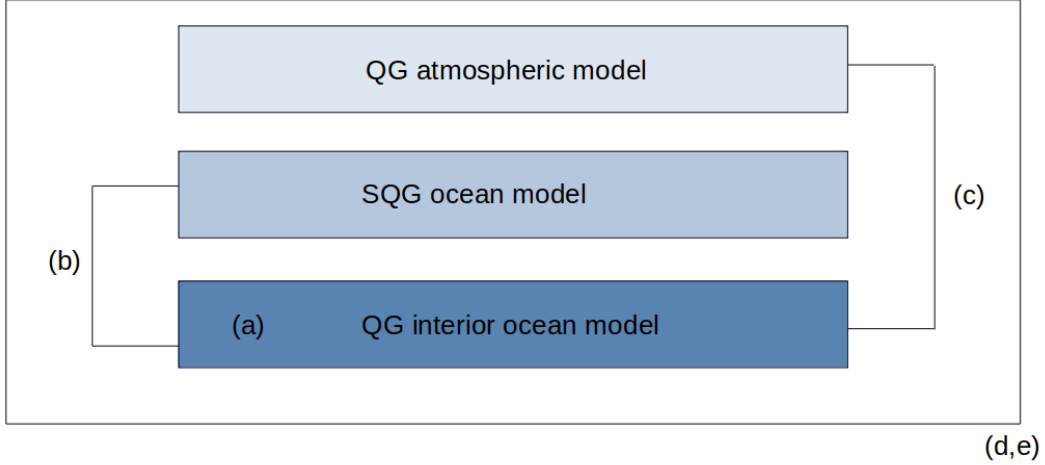 QG atmospheric model
SQG ocean model
(c)
(b)
(a) QG interior ocean model
(d,e)